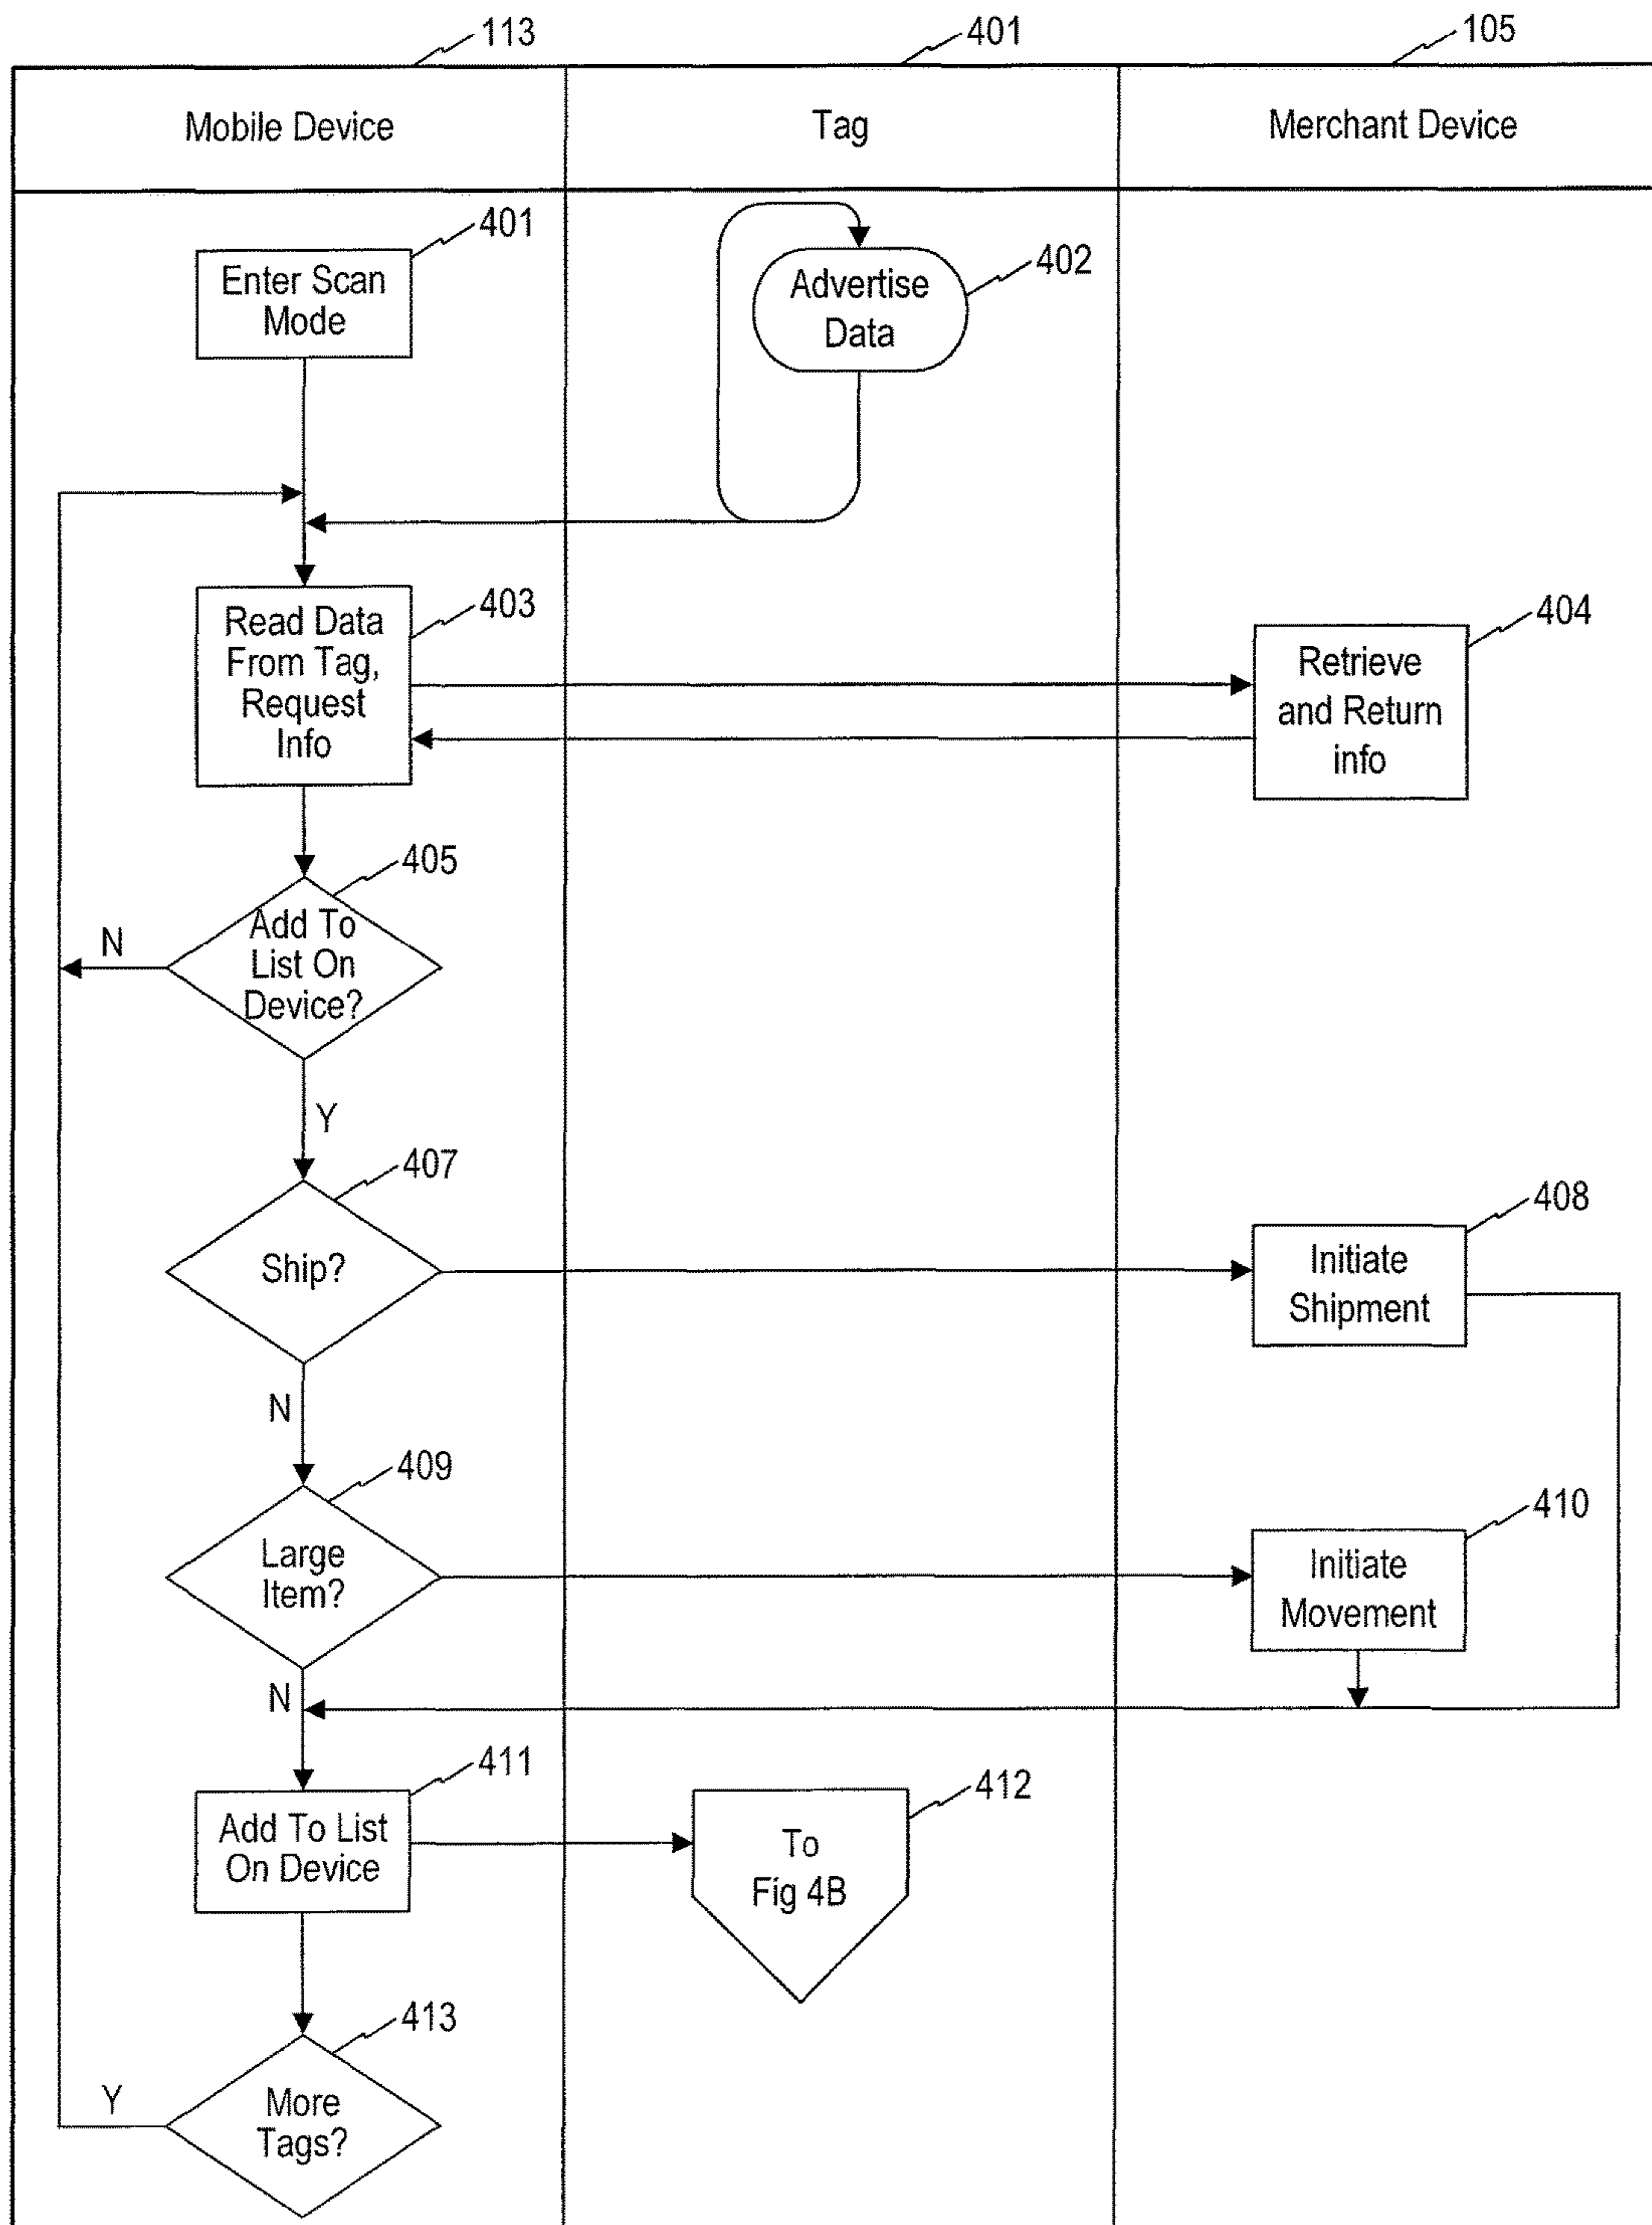 113
401
105
Mobile Device
Tag
Merchant Device
401
Enter Scan
Mode
402
Advertise
Data
403
Read Data
From Tag,
Request
Info
404
Retrieve
and Return
info
405
Add To
List On
Device?
N
Y
407
Ship?
408
Initiate
Shipment
N
409
Large
Item?
410
Initiate
Movement
N
411
Add To List
On Device
412
To
Fig 4B
413
More
Tags?
Y